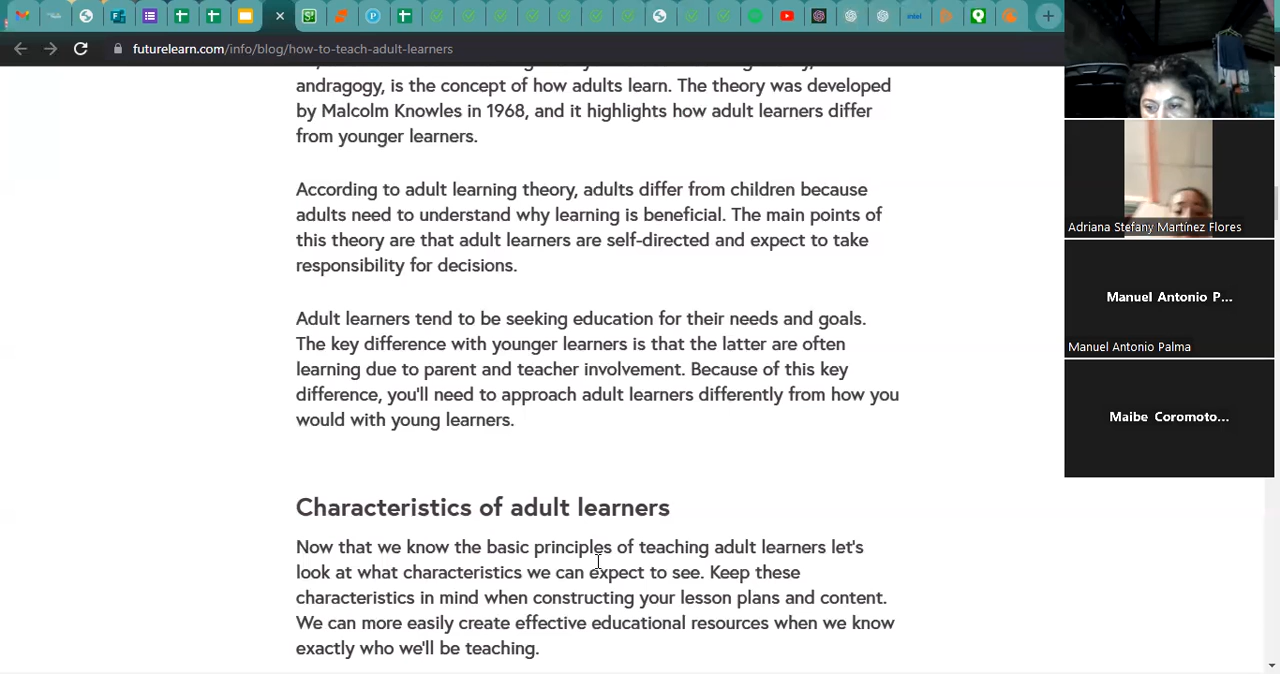 futurelearn.com/info/blog/how-to-teach-adult-learners
andragogy, is the concept of how adults learn. The theory was developed
by Malcolm Knowles in 1968, and it highlights how adult learners differ
from younger learners.
According to adult learning theory, adults differ from children because
adults need to understand why learning is beneficial. The main points of
this theory are that adult learners are self-directed and expect to take
responsibility for decisions.
Adult learners tend to be seeking education for their needs and goals.
The key difference with younger learners is that the latter are often
learning due to parent and teacher involvement. Because of this key
difference, you'll need to approach adult learners differently from how you
would with young learners.
Characteristics of adult learners
Now that we know the basic principles of teaching adult learners let's
look at what characteristics we can expect to see. Keep these
characteristics in mind when constructing your lesson plans and content.
We can more easily create effective educational resources when we know
exactly who we'll be teaching.
Adriana Stefany Martínez Flores
Manuel Antonio P...
Manuel Antonio Palma
Maibe Coromoto...